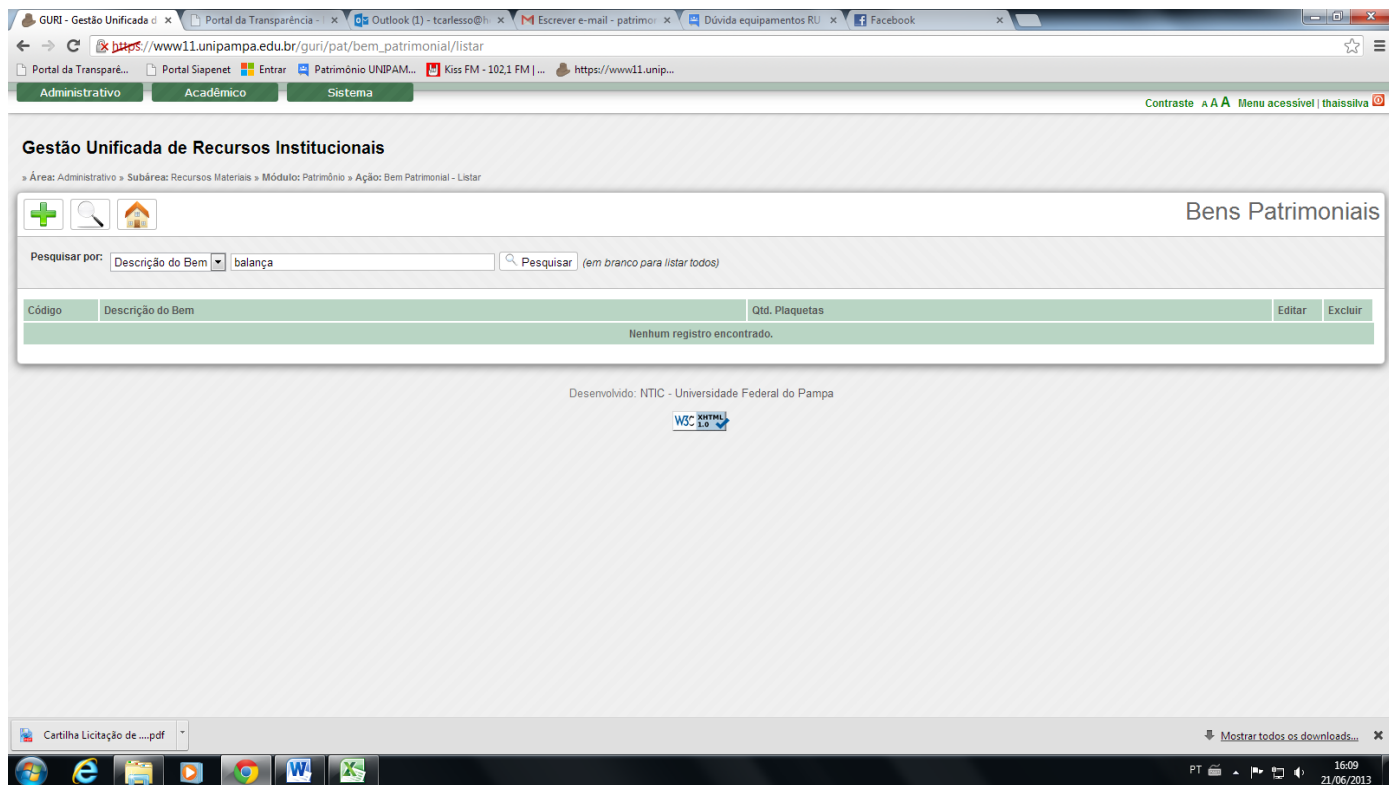 GURI - Gestão Unificada d
Portal da Transparência - 
Outlook (1) - tcarlesso@h
Escrever e-mail - patrimor
Dúvida equipamentos RU
Facebook
https://www11.unipampa.edu.br/guri/pat/bem_patrimonial/listar
Portal da Transparê... Portal Siapenet Entrar Patrimônio UNIPAM... Kiss FM - 102,1 FM | ... https://www11.unip...
Administrativo Acadêmico Sistema
Contraste A A A Menu acessível | thaissilva
Gestão Unificada de Recursos Institucionais
» Área: Administrativo » Subárea: Recursos Materiais » Módulo: Patrimônio » Ação: Bem Patrimonial - Listar
Bens Patrimoniais
Pesquisar por: Descrição do Bem balança Pesquisar (em branco para listar todos)
Código Descrição do Bem Qtd. Plaquetas Editar Excluir
Nenhum registro encontrado.
Desenvolvido: NTIC - Universidade Federal do Pampa
W3C XHTML 1.0
Cartilha Licitação de ....pdf
Mostrar todos os downloads...
PT 16:09
21/06/2013